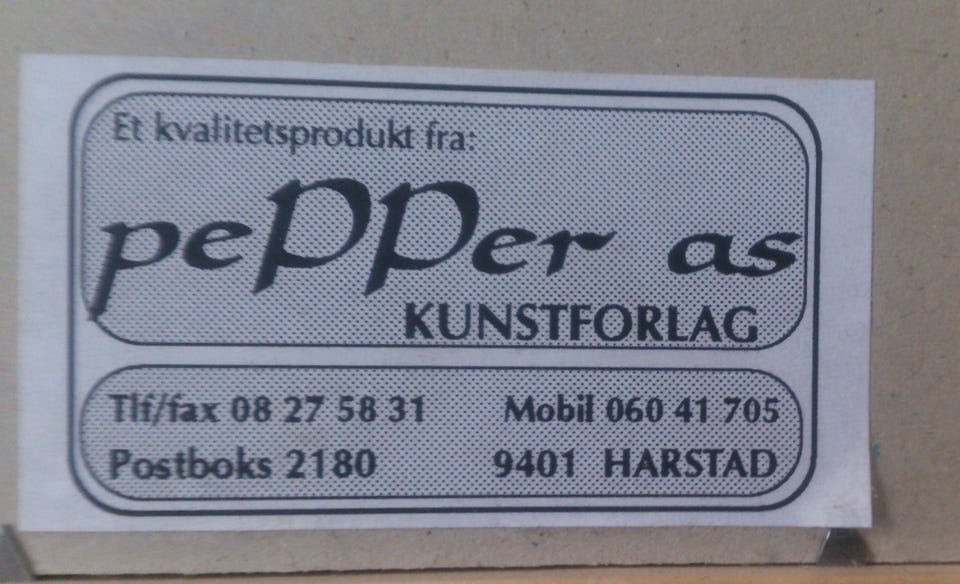 Et kvalitetsprodukt fra:
pePPer as
KUNSTFORLAG
Tlf/fax 08 27 58 31 Mobil 060 41 705
Postboks 2180 9401 HARSTAD